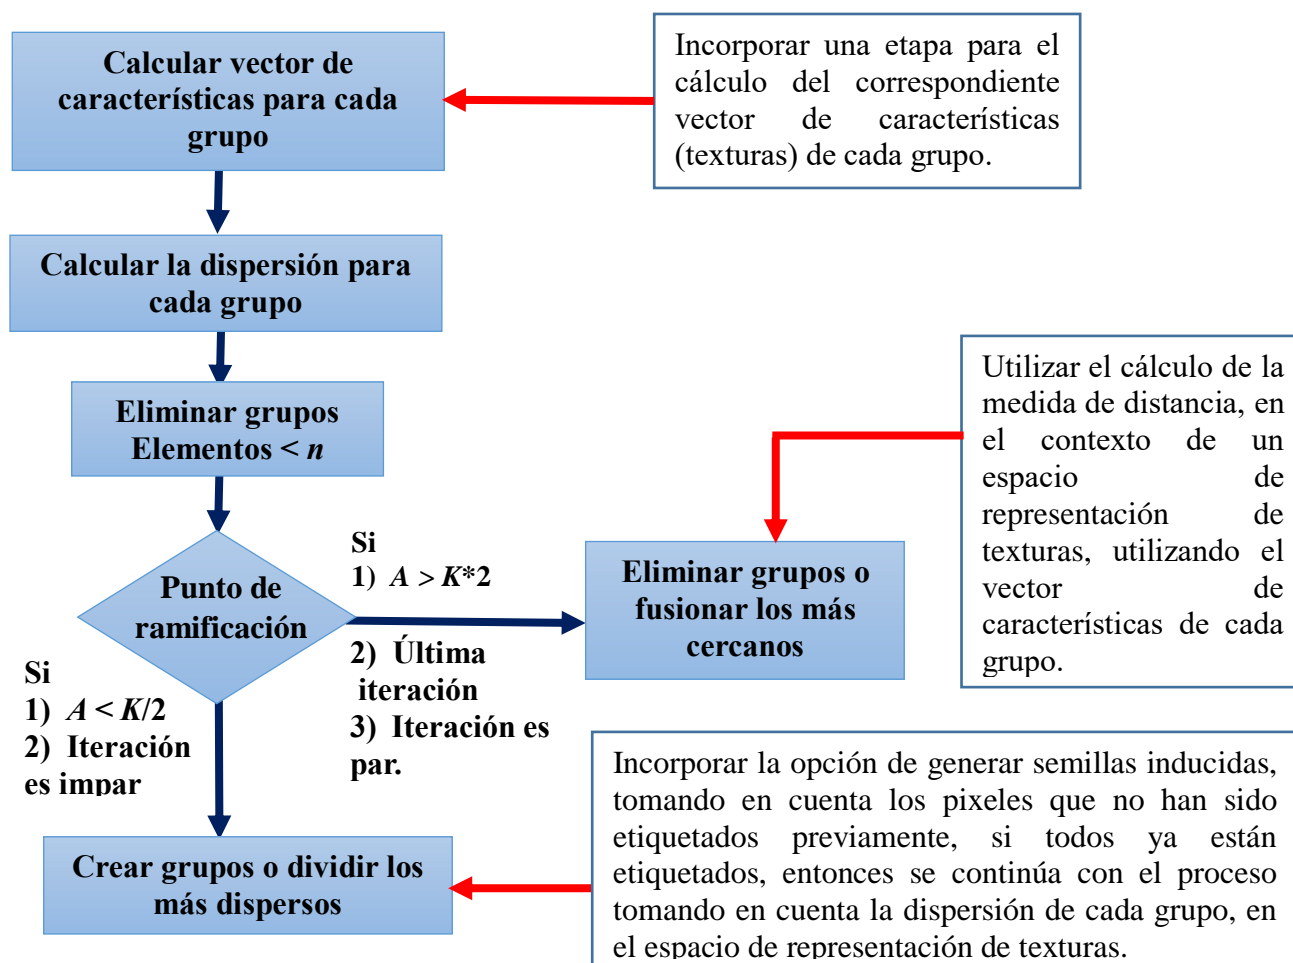 Calcular vector de
características para cada
grupo
Incorporar una etapa para el
cálculo del correspondiente
vector de características
(texturas) de cada grupo.
Calcular la dispersión para
cada grupo
Eliminar grupos
Elementos < n
Utilizar el cálculo de la
medida de distancia, en
el contexto de un
espacio de
representación de
texturas, utilizando el
vector de
características de cada
grupo.
Punto de
ramificación
Si
1) A > K*2
2) Última
iteración
3) Iteración es
par.
Eliminar grupos o
fusionar los más
cercanos
Si
1) A < K/2
2) Iteración
es impar
Crear grupos o dividir los
más dispersos
Incorporar la opción de generar semillas inducidas,
tomando en cuenta los pixeles que no han sido
etiquetados previamente, si todos ya están
etiquetados, entonces se continúa con el proceso
tomando en cuenta la dispersión de cada grupo, en
el espacio de representación de texturas.